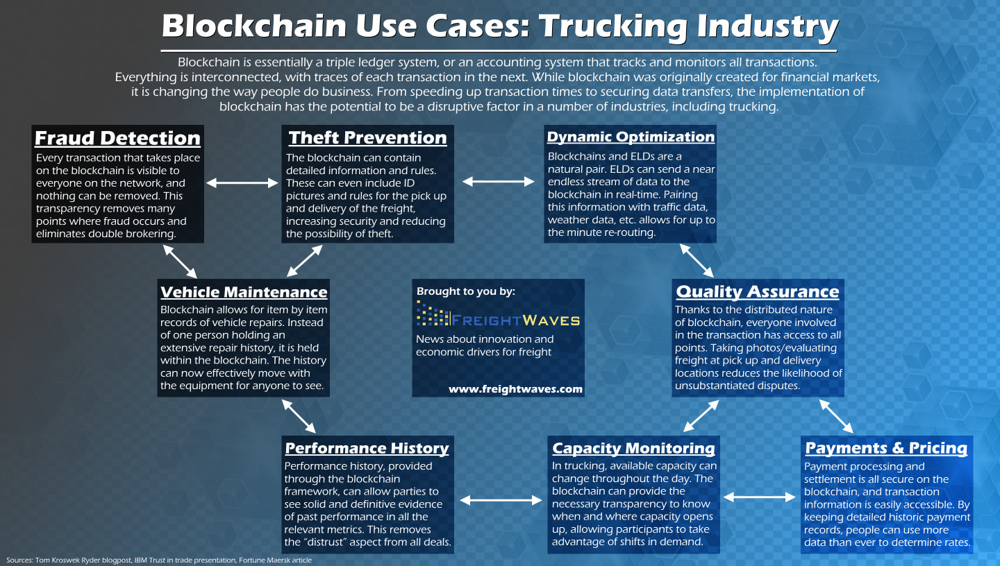 Blockchain Use Cases: Trucking Industry
Blockchain is essentially a triple ledger system, or an accounting system that tracks and monitors all transactions.
Everything is interconnected, with traces of each transaction in the next. While blockchain was originally created for financial markets,
it is changing the way people do business. From speeding up transaction times to securing data transfers, the implementation of
blockchain has the potential to be a disruptive factor in a number of industries, including trucking.
Fraud Detection
Every transaction that takes place
on the blockchain is visible to
everyone on the network, and
nothing can be removed. This
transparency removes many
points where fraud occurs and
eliminates double brokering.
Theft Prevention
The blockchain can contain
detailed information and rules.
These can even include ID
pictures and rules for the pick up
and delivery of the freight,
increasing security and reducing
the possibility of theft.
Dynamic Optimization
Blockchains and ELDs are a
natural pair. ELDs can send a near
endless stream of data to the
blockchain in real-time. Pairing
this information with traffic data,
weather data, etc. allows for up to
the minute re-routing.
Vehicle Maintenance
Blockchain allows for item by item
records of vehicle repairs. Instead
of one person holding an
extensive repair history, it is held
within the blockchain. The history
can now effectively move with
the equipment for anyone to see.
Brought to you by:
FREIGHTWAVES
News about innovation and
economic drivers for freight
www.freightwaves.com
Quality Assurance
Thanks to the distributed nature
of blockchain, everyone involved
in the transaction has access to all
points. Taking photos/evaluating
freight at pick up and delivery
locations reduces the likelihood of
unsubstantiated disputes.
Performance History
Performance history, provided
through the blockchain
framework, can allow parties to
see solid and definitive evidence
of past performance in all the
relevant metrics. This removes
the “distrust” aspect from all deals.
Capacity Monitoring
In trucking, available capacity can
change throughout the day. The
blockchain can provide the
necessary transparency to know
when and where capacity opens
up, allowing participants to take
advantage of shifts in demand.
Payments & Pricing
Payment processing and
settlement is all secure on the
blockchain, and transaction
information is easily accessible. By
keeping detailed historic payment
records, people can use more
data than ever to determine rates.
Sources: Tom Kroswek Ryder blogpost, IBM Trust in trade presentation, Fortune Maersk article